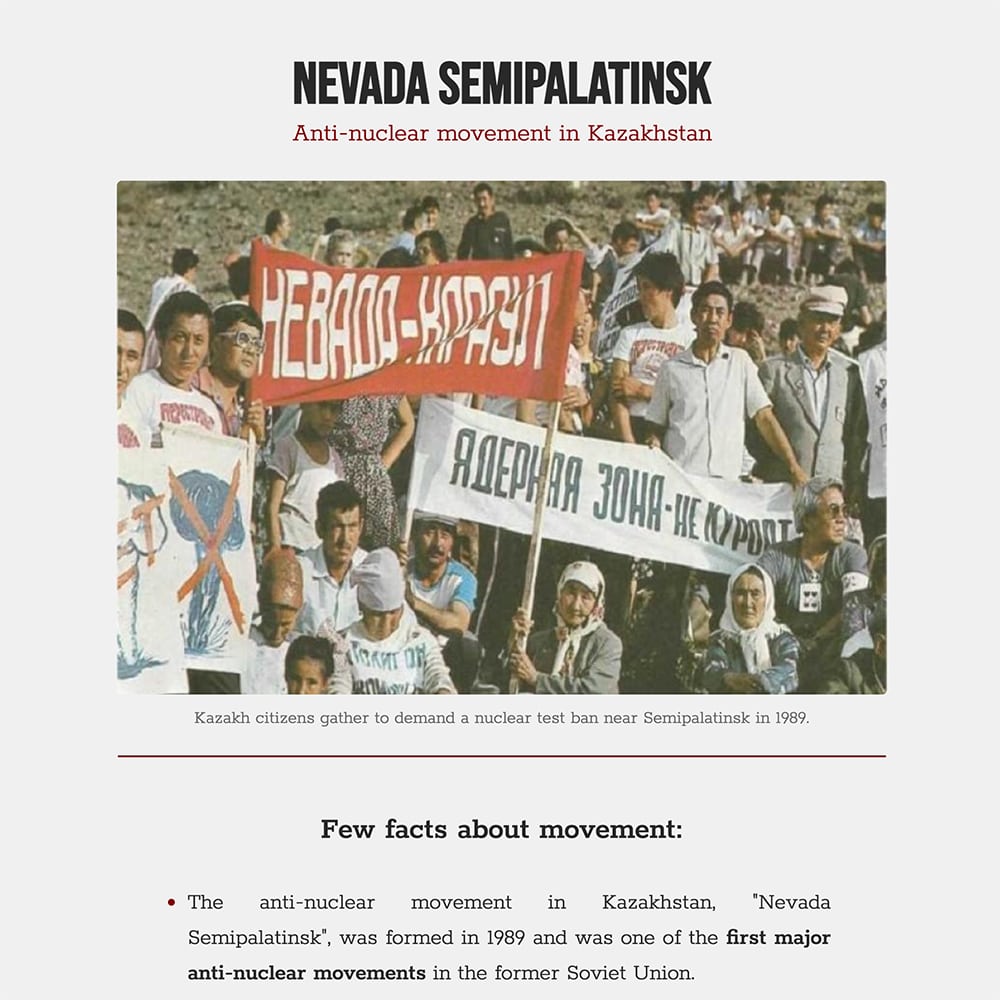 NEVADA SEMIPALATINSK
Anti-nuclear movement in Kazakhstan
НЕВАДА-КАРАУЛ
ЯДЕРНАЯ ЗОНА-НЕ КУРОРТ
ПОЛИГОН
Kazakh citizens gather to demand a nuclear test ban near Semipalatinsk in 1989.
Few facts about movement:
• The anti-nuclear movement in Kazakhstan, "Nevada
Semipalatinsk", was formed in 1989 and was one of the first major
anti-nuclear movements in the former Soviet Union.